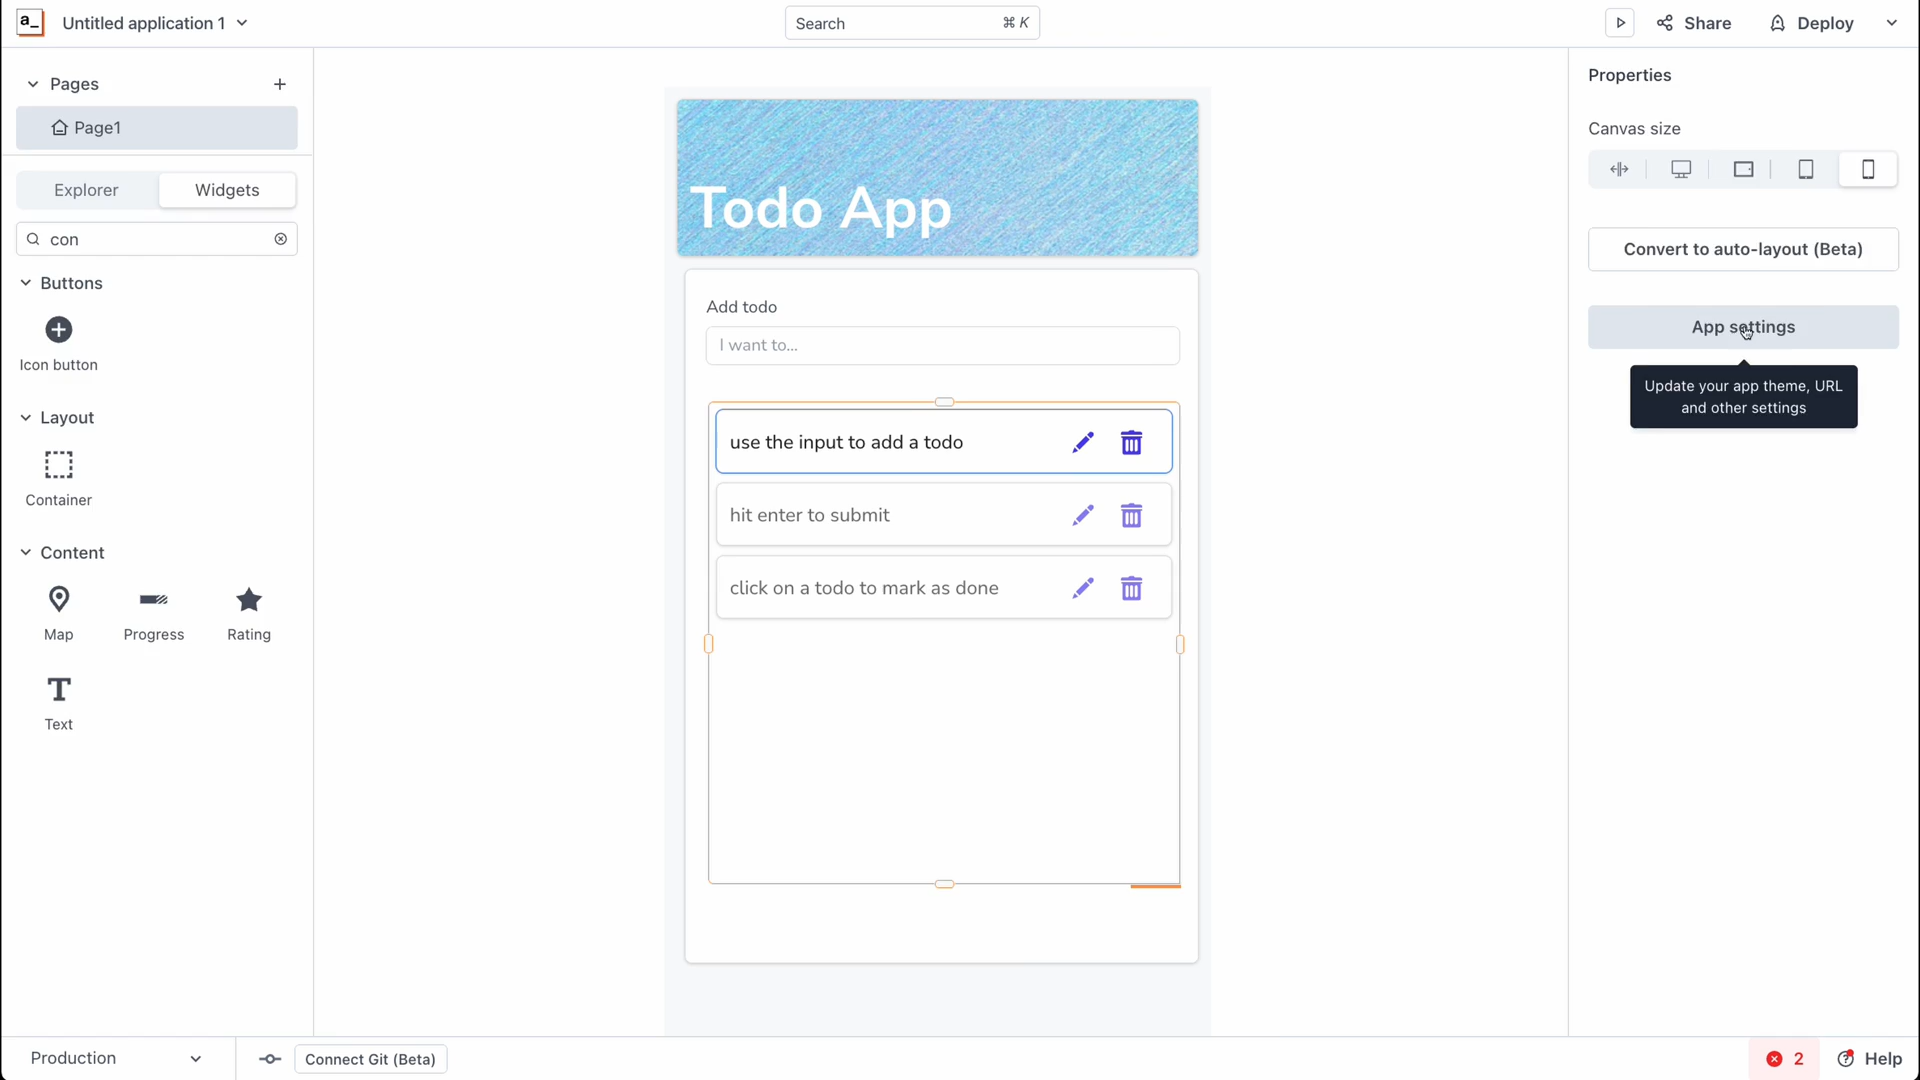 a_
Untitled application 1
Search
⌘ K
Share
Deploy
Pages
Page1
Explorer
Widgets
con
Buttons
Icon button
Layout
Container
Content
Map
Progress
Rating
T
Text
Todo App
Add todo
I want to...
use the input to add a todo
hit enter to submit
click on a todo to mark as done
Properties
Canvas size
Convert to auto-layout (Beta)
App settings
Update your app theme, URL
and other settings
Production
Connect Git (Beta)
2
Help